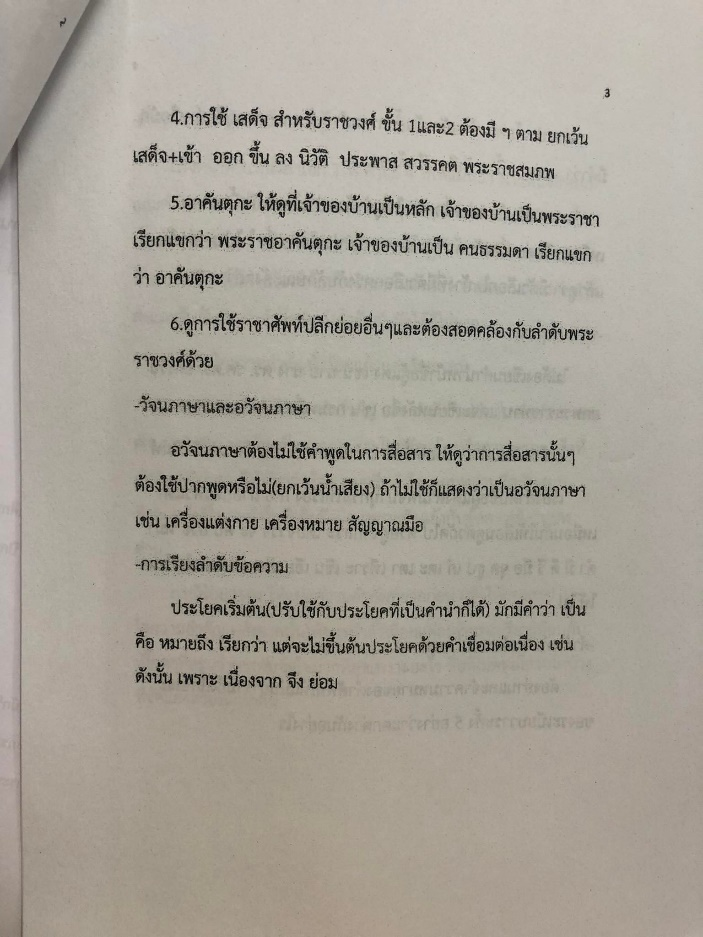 3
4.การใช้ เสด็จ สำหรับราชวงศ์ ขั้น 1และ2 ต้องมี ฯ ตาม ยกเว้น
เสด็จ+เข้า ออก ขึ้น ลง นิวัติ ประพาส สวรรคต พระราชสมภพ
5.อาคันตุกะ ให้ดูที่เจ้าของบ้านเป็นหลัก เจ้าของบ้านเป็นพระราชา
เรียกแขกว่า พระราชอาคันตุกะ เจ้าของบ้านเป็น คนธรรมดา เรียกแขก
ว่า อาคันตุกะ
6.ดูการใช้ราชาศัพท์ปลีกย่อยอื่นๆและต้องสอดคล้องกับลำดับพระ
ราชวงศ์ด้วย
-วัจนภาษาและอวัจนภาษา
อวัจนภาษาต้องไม่ใช้คำพูดในการสื่อสาร ให้ดูว่าการสื่อสารนั้นๆ
ต้องใช้ปากพูดหรือไม่(ยกเว้นน้ำเสียง) ถ้าไม่ใช้ก็แสดงว่าเป็นอวัจนภาษา
เช่น เครื่องแต่งกาย เครื่องหมาย สัญญาณมือ
-การเรียงลำดับข้อความ
ประโยคเริ่มต้น(ปรับใช้กับประโยคที่เป็นคำนำก็ได้) มักมีคำว่า เป็น
คือ หมายถึง เรียกว่า แต่จะไม่ขึ้นต้นประโยคด้วยคำเชื่อมต่อเนื่อง เช่น
ดังนั้น เพราะ เนื่องจาก จึง ย่อม